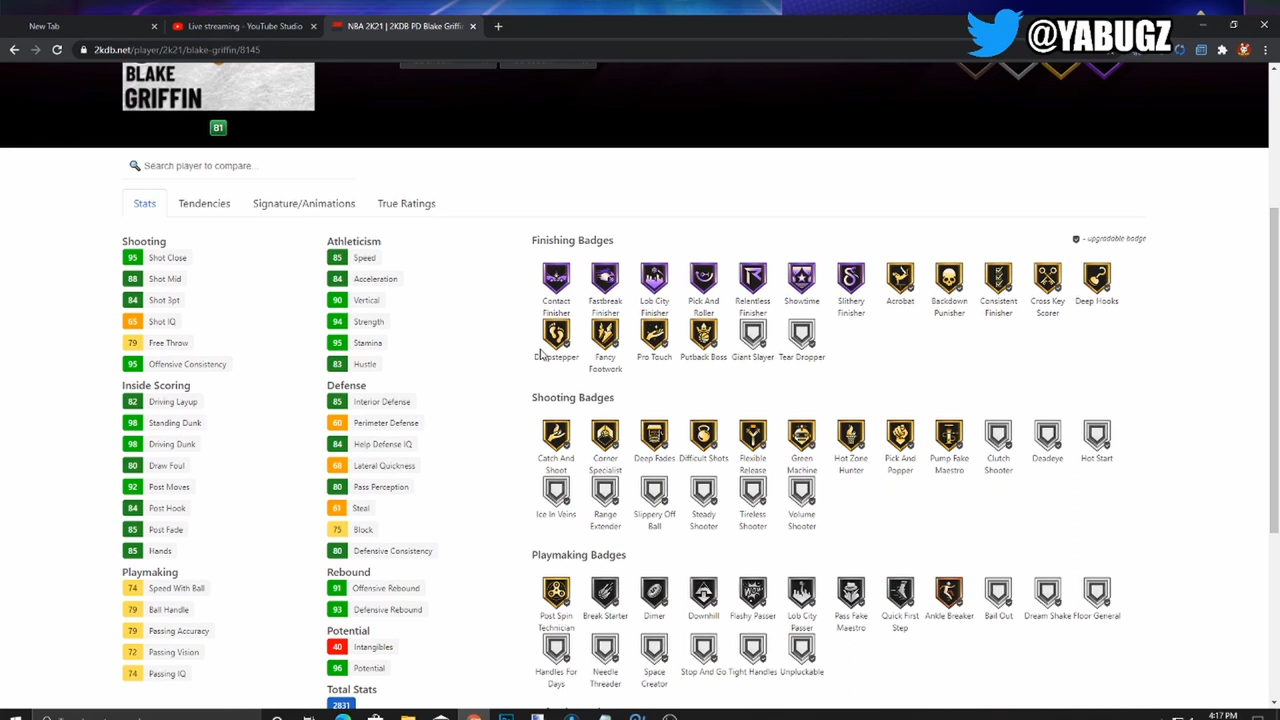 New Tab
Live streaming - YouTube Studio
NBA 2K21 | 2KDB PD Blake Griffi
@YABUGZ
2kdb.net/player/2k21/blake-griffin/8145
BLAKE
GRIFFIN
81
Search player to compare...
Stats
Tendencies
Signature/Animations
True Ratings
Shooting
95 Shot Close
88 Shot Mid
84 Shot 3pt
65 Shot IQ
79 Free Throw
95 Offensive Consistency
Inside Scoring
82 Driving Layup
98 Standing Dunk
98 Driving Dunk
80 Draw Foul
92 Post Moves
84 Post Hook
85 Post Fade
85 Hands
Playmaking
74 Speed With Ball
79 Ball Handle
79 Passing Accuracy
72 Passing Vision
74 Passing IQ
Athleticism
85 Speed
84 Acceleration
90 Vertical
94 Strength
95 Stamina
83 Hustle
Defense
85 Interior Defense
60 Perimeter Defense
84 Help Defense IQ
68 Lateral Quickness
80 Pass Perception
61 Steal
75 Block
80 Defensive Consistency
Rebound
91 Offensive Rebound
93 Defensive Rebound
Potential
40 Intangibles
96 Potential
Total Stats
2831
Finishing Badges
- upgradable badge
Contact Finisher
Fastbreak Finisher
Lob City Finisher
Pick And Roller
Relentless Finisher
Showtime
Slithery Finisher
Acrobat
Backdown Punisher
Consistent Finisher
Cross Key Scorer
Deep Hooks
Dropstepper
Fancy Footwork
Pro Touch
Putback Boss
Giant Slayer
Tear Dropper
Shooting Badges
Catch And Shoot
Corner Specialist
Deep Fades
Difficult Shots
Flexible Release
Green Machine
Hot Zone Hunter
Pick And Popper
Pump Fake Maestro
Clutch Shooter
Deadeye
Hot Start
Ice In Veins
Range Extender
Slippery Off Ball
Steady Shooter
Tireless Shooter
Volume Shooter
Playmaking Badges
Post Spin Technician
Break Starter
Dimer
Downhill
Flashy Passer
Lob City Passer
Pass Fake Maestro
Quick First Step
Ankle Breaker
Bail Out
Dream Shake
Floor General
Handles For Days
Needle Threader
Space Creator
Stop And Go
Tight Handles
Unpluckable
4:17 PM